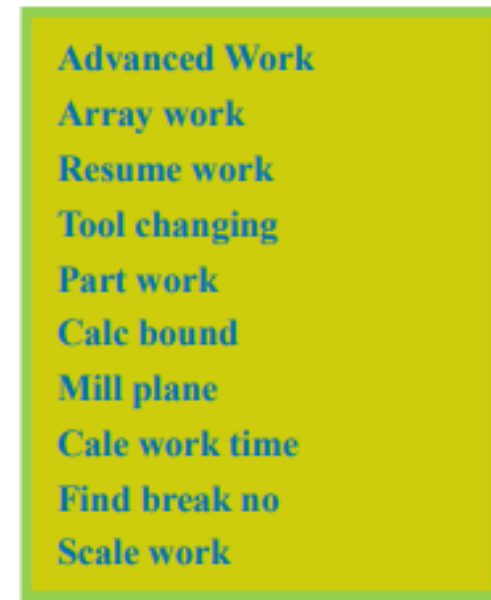 Advanced Work
Array work
Resume work
Tool changing
Part work
Calc bound
Mill plane
Cale work time
Find break no
Scale work